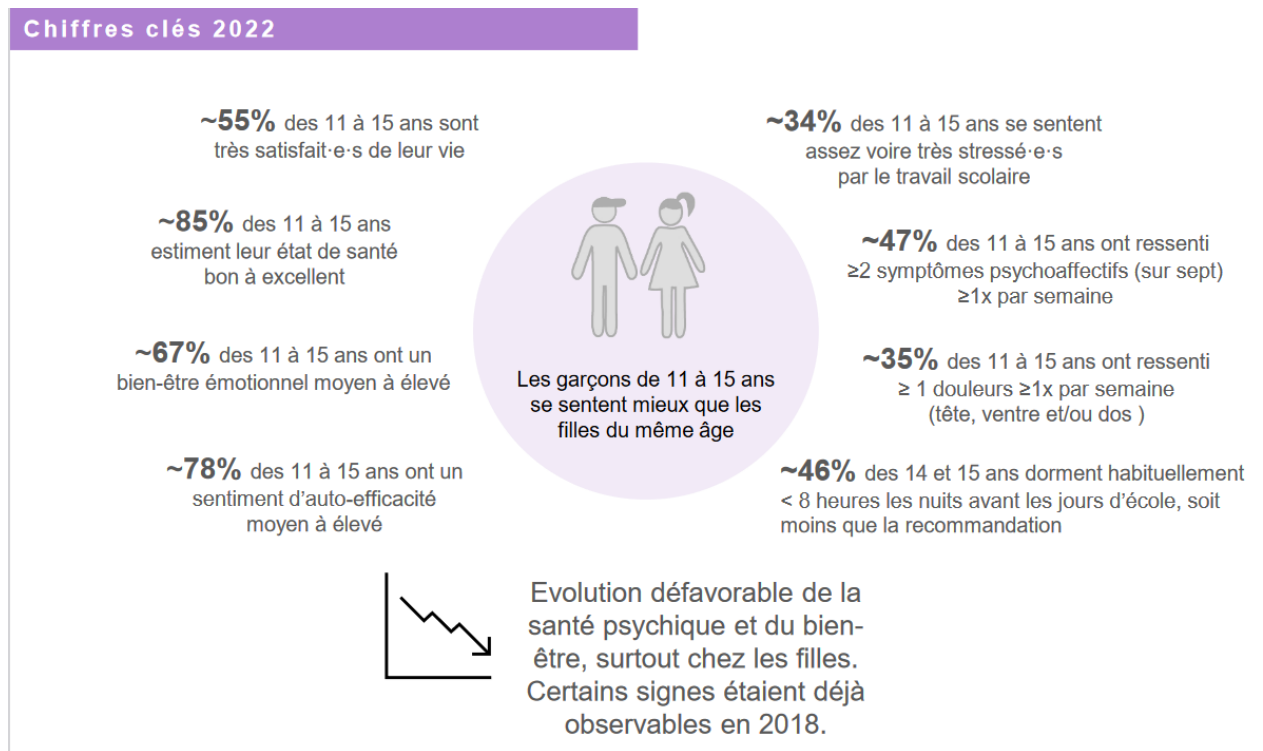 Chiffres clés 2022
~55% des 11 à 15 ans sont
très satisfait·e·s de leur vie
~85% des 11 à 15 ans
estiment leur état de santé
bon à excellent
~67% des 11 à 15 ans ont un
bien-être émotionnel moyen à élevé
~78% des 11 à 15 ans ont un
sentiment d'auto-efficacité
moyen à élevé
Les garçons de 11 à 15 ans
se sentent mieux que les
filles du même âge
~34% des 11 à 15 ans se sentent
assez voire très stressé·e·s
par le travail scolaire
~47% des 11 à 15 ans ont ressenti
≥2 symptômes psychoaffectifs (sur sept)
≥1x par semaine
~35% des 11 à 15 ans ont ressenti
≥ 1 douleurs ≥1x par semaine
(tête, ventre et/ou dos )
~46% des 14 et 15 ans dorment habituellement
< 8 heures les nuits avant les jours d'école, soit
moins que la recommandation
Evolution défavorable de la
santé psychique et du bien-
être, surtout chez les filles.
Certains signes étaient déjà
observables en 2018.